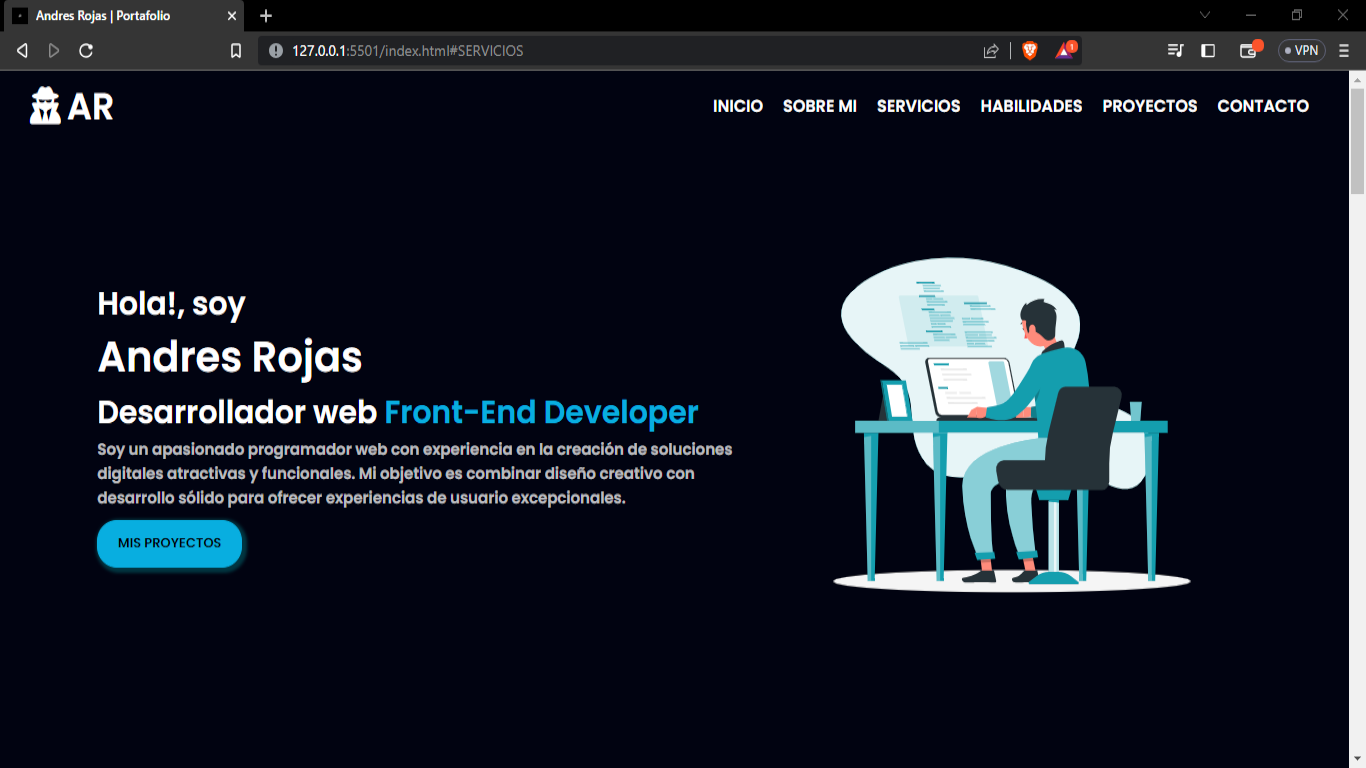 Andres Rojas | Portafolio
127.0.0.1:5501/index.html#SERVICIOS
1
VPN
AR
INICIO SOBRE MI SERVICIOS HABILIDADES PROYECTOS CONTACTO
Hola!, soy
Andres Rojas
Desarrollador web Front-End Developer
Soy un apasionado programador web con experiencia en la creación de soluciones
digitales atractivas y funcionales. Mi objetivo es combinar diseño creativo con
desarrollo sólido para ofrecer experiencias de usuario excepcionales.
MIS PROYECTOS